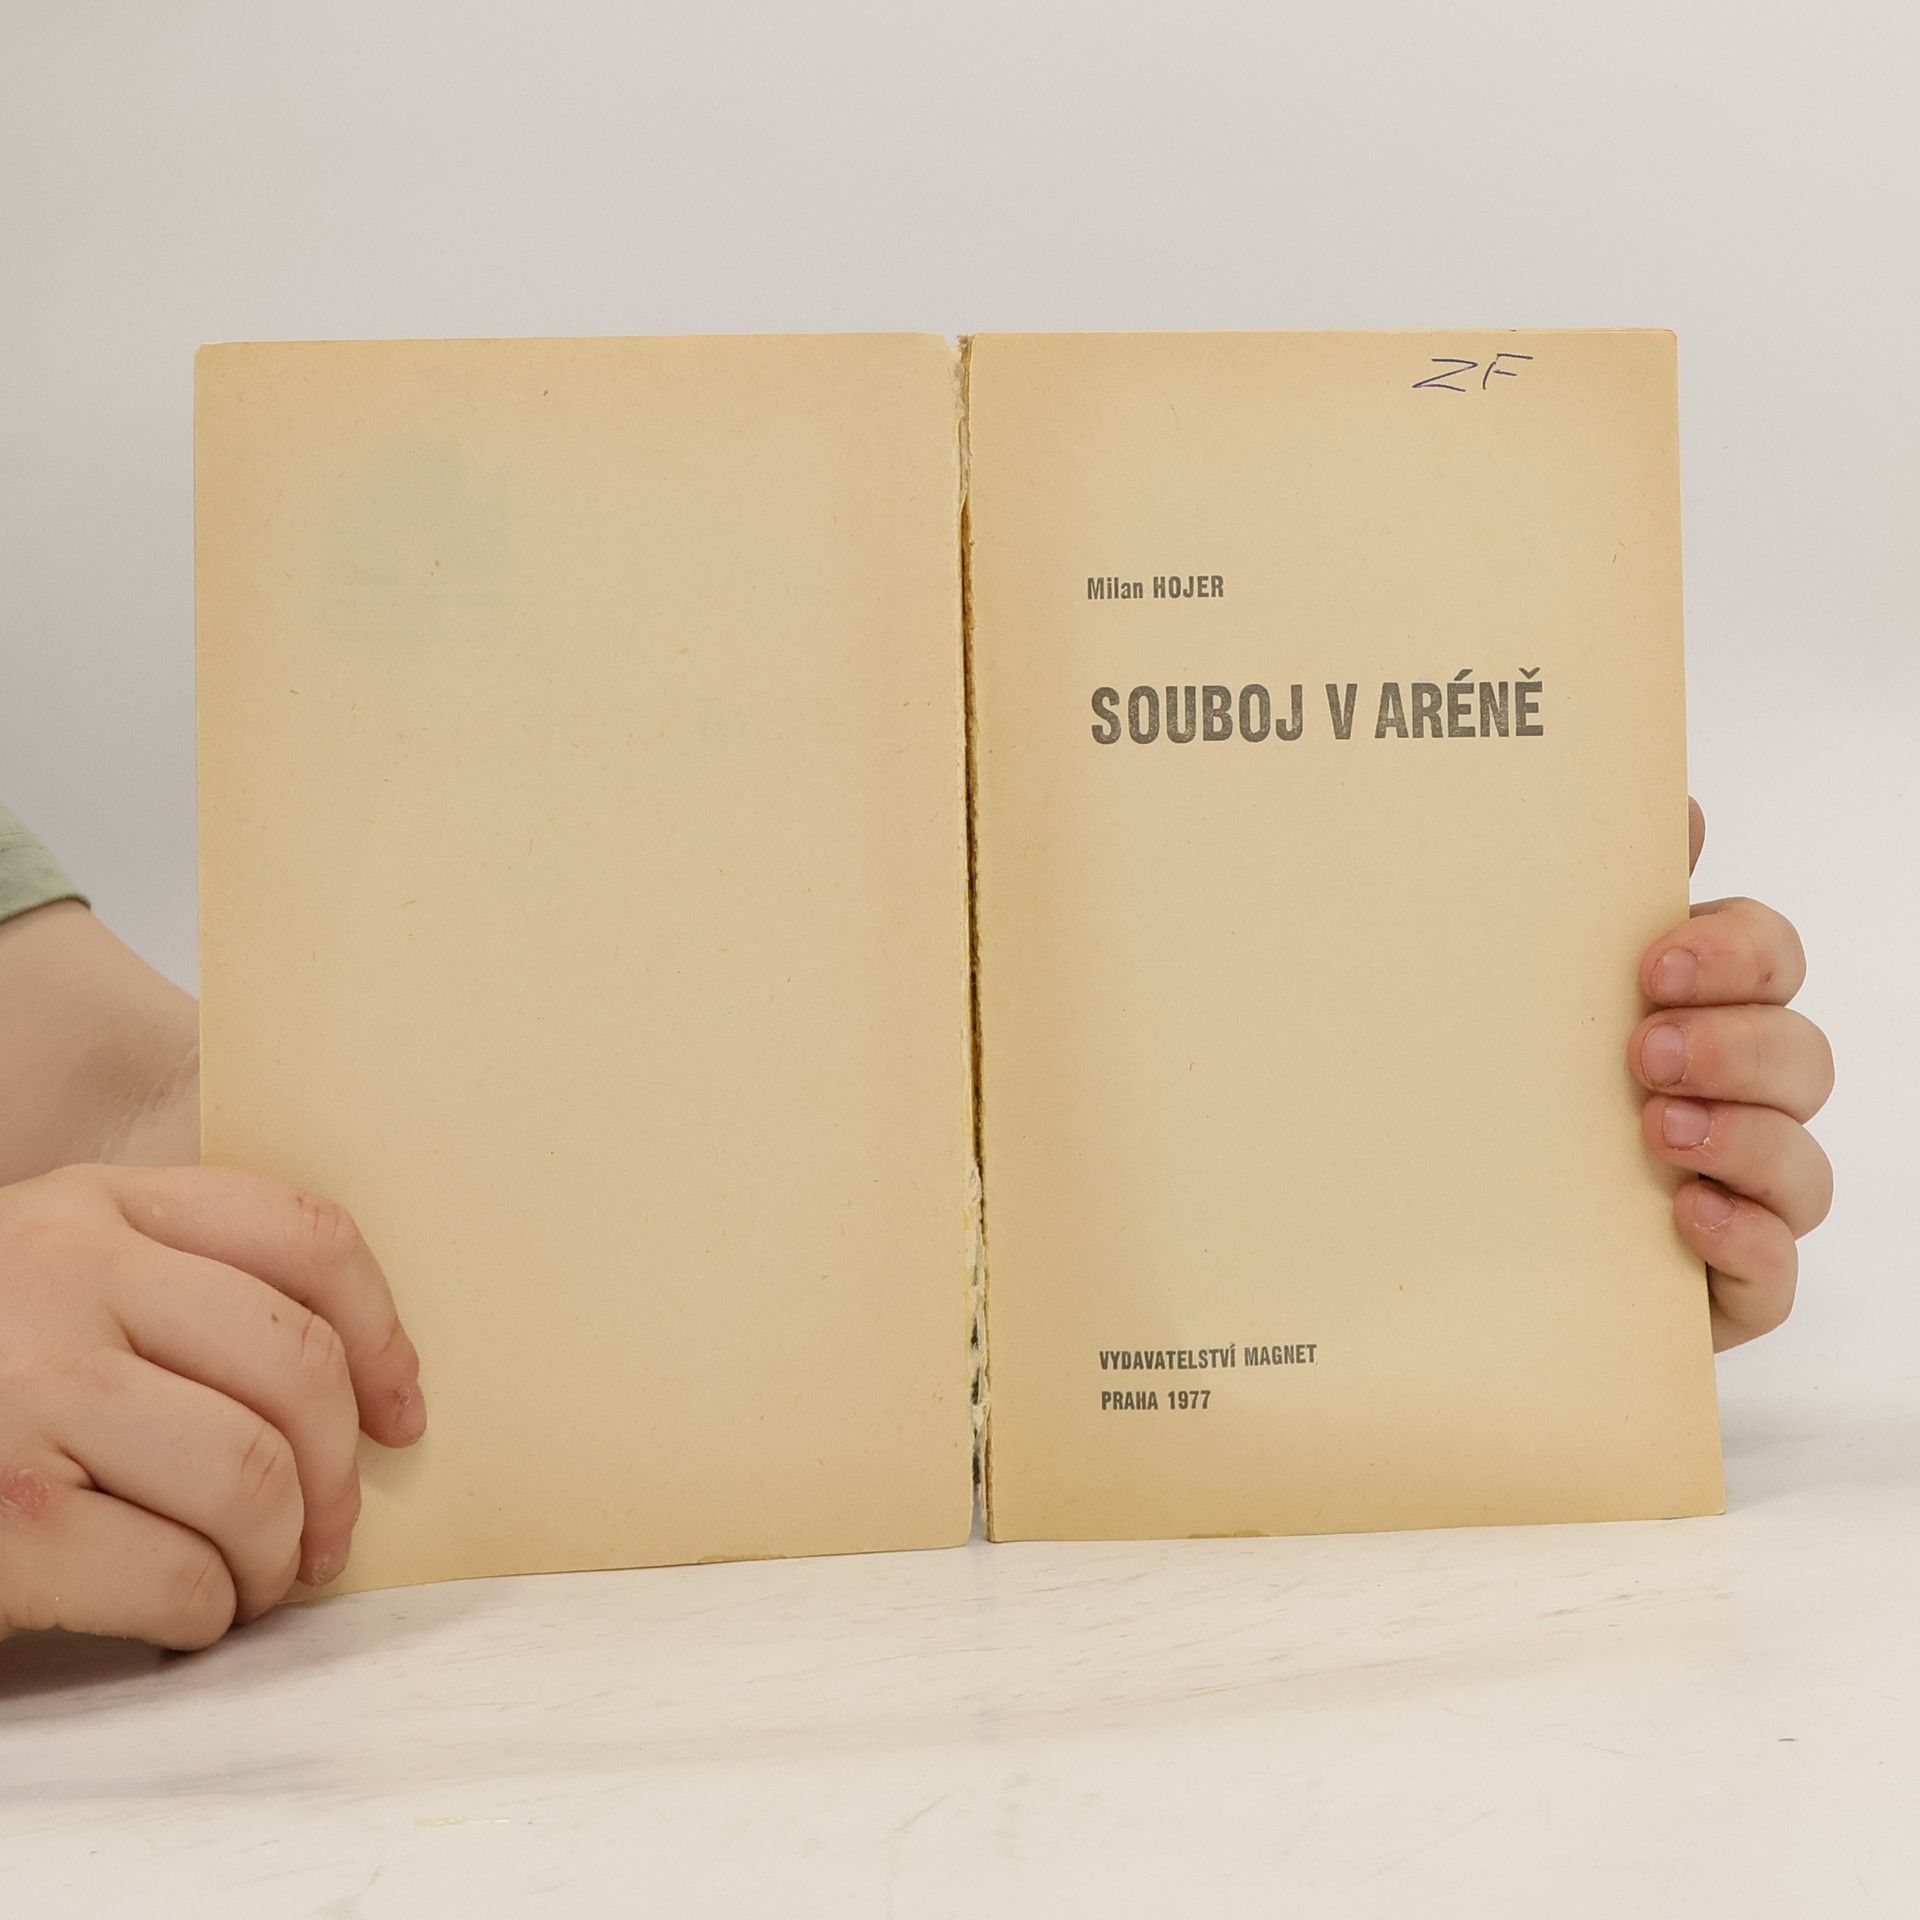 ZF
Milan HOJER
SOUBOJ V ARÉNĚ
VYDAVATELSTVÍ MAGNET
PRAHA 1977